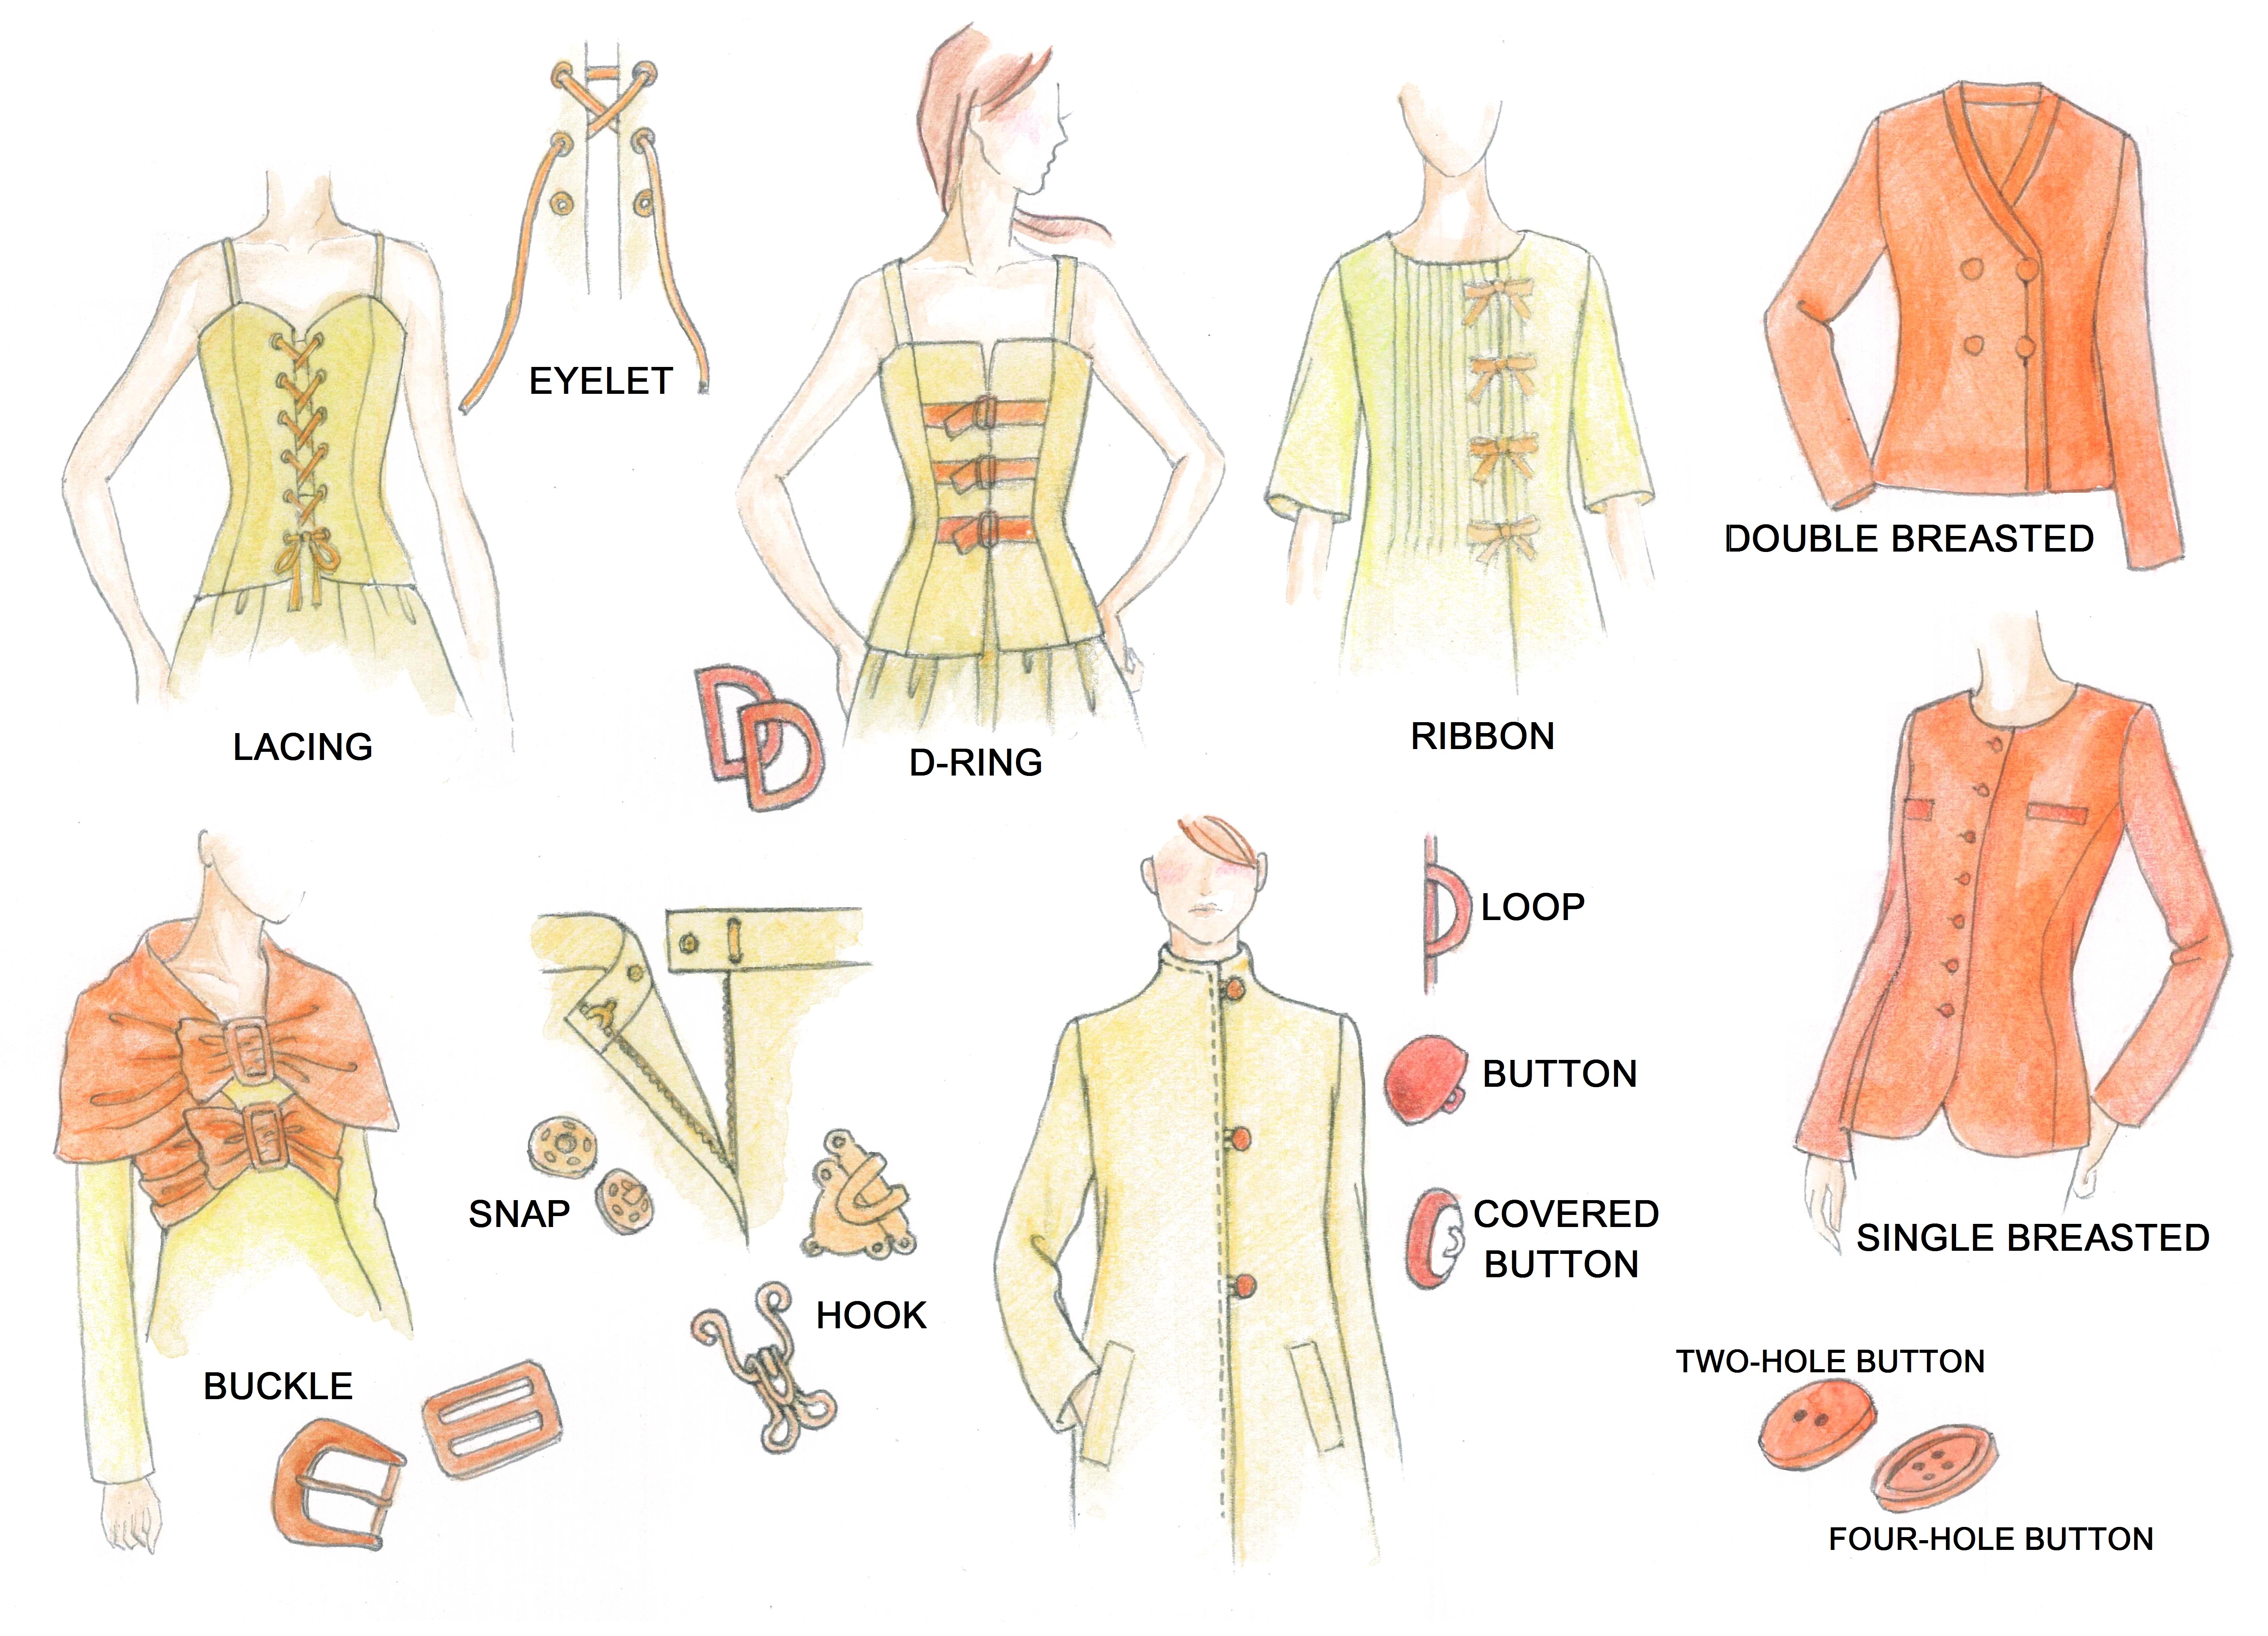 EYELET
LACING
D-RING
RIBBON
DOUBLE BREASTED
LOOP
BUTTON
COVERED
BUTTON
SNAP
HOOK
BUCKLE
SINGLE BREASTED
TWO-HOLE BUTTON
FOUR-HOLE BUTTON